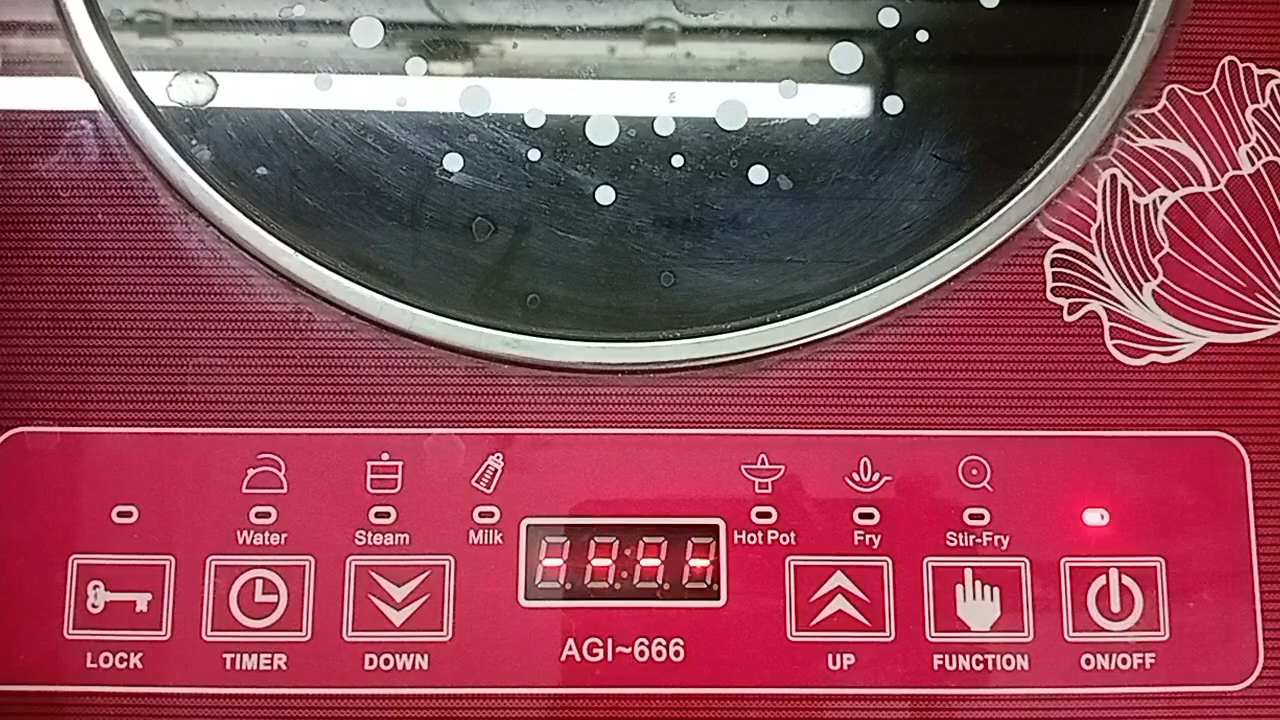 Water Steam Milk Hot Pot Fry Stir-Fry
----
AGI~666
LOCK TIMER DOWN UP FUNCTION ON/OFF